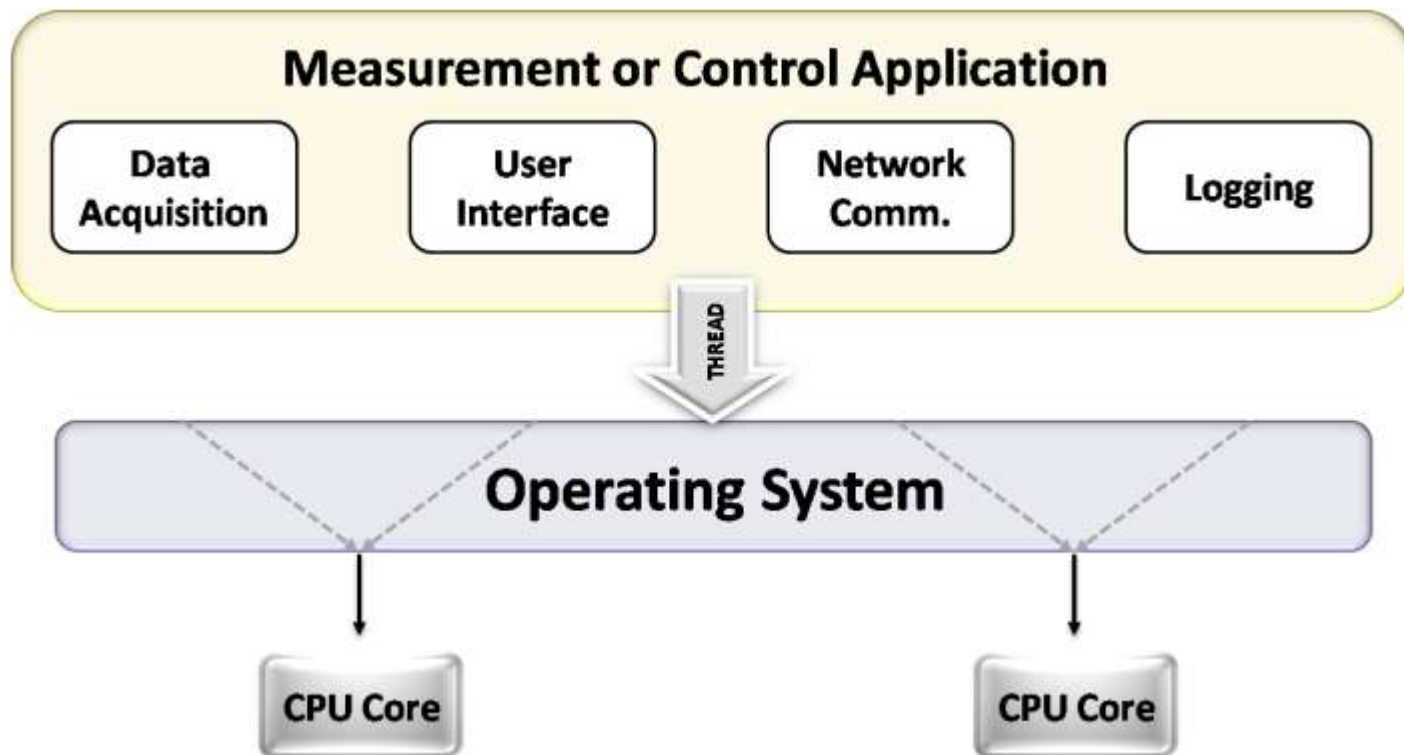 Measurement or Control Application
Data
Acquisition
User
Interface
Network
Comm.
Logging
THREAD
Operating System
CPU Core
CPU Core